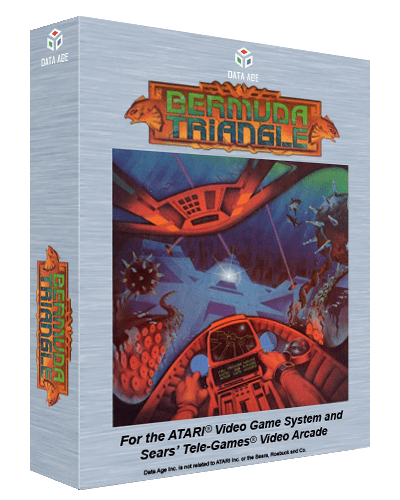 DATA AGE
DATA AGE
BERMUDA
TRIANGLE
BERMUDA
TRIANGLE
For the ATARI® Video Game System and
Sears' Tele-Games® Video Arcade
Data Age Inc. is not related to ATARI Inc. or the Sears, Roebuck and Co.